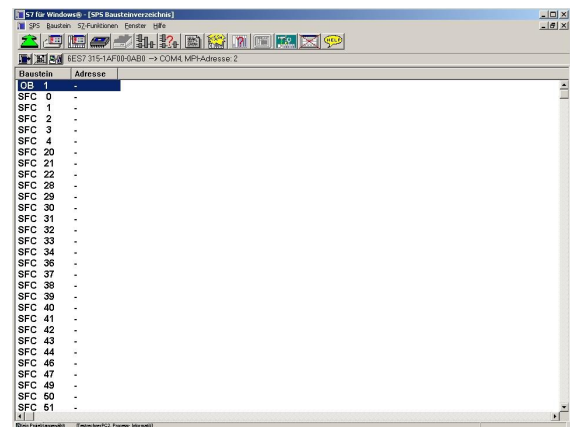 S7 für Windows® - [SPS Bausteinverzeichnis]
SPS Baustein S7-Funktionen Fenster Hilfe
HELP
6ES7 315-1AF00-0AB0 --> COM4, MPI-Adresse: 2
Baustein Adresse
OB 1 -
SFC 0 -
SFC 1 -
SFC 2 -
SFC 3 -
SFC 4 -
SFC 20 -
SFC 21 -
SFC 22 -
SFC 28 -
SFC 29 -
SFC 30 -
SFC 31 -
SFC 32 -
SFC 33 -
SFC 34 -
SFC 36 -
SFC 37 -
SFC 38 -
SFC 39 -
SFC 40 -
SFC 41 -
SFC 42 -
SFC 43 -
SFC 44 -
SFC 46 -
SFC 47 -
SFC 49 -
SFC 50 -
SFC 51 -